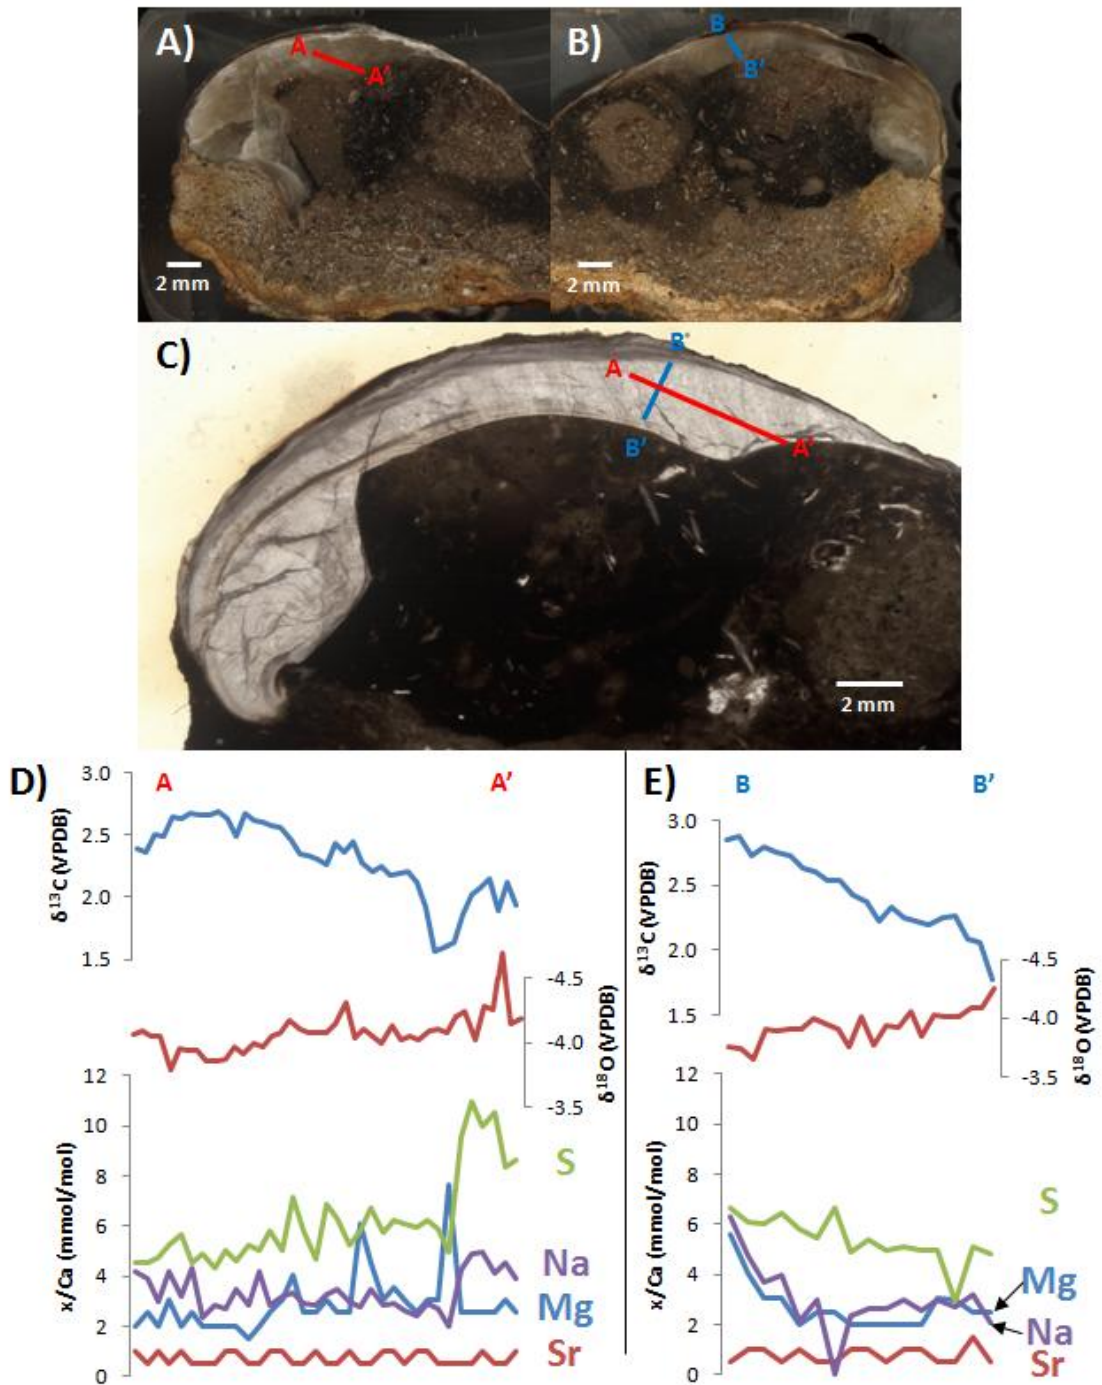 A)
A
A'
2 mm
B)
B
B'
2 mm
C)
A
A'
B'
B'
2 mm
D)
A
A'
δ¹³C (VPDB)
3.0
2.5
2.0
1.5
-4.5
-4.0
-3.5
δ¹⁸O (VPDB)
x/Ca (mmol/mol)
12
10
8
6
4
2
0
S
Na
Mg
Sr
E)
B
B'
δ¹³C (VPDB)
3.0
2.5
2.0
1.5
-4.5
-4.0
-3.5
δ¹⁸O (VPDB)
x/Ca (mmol/mol)
12
10
8
6
4
2
0
S
Mg
Na
Sr